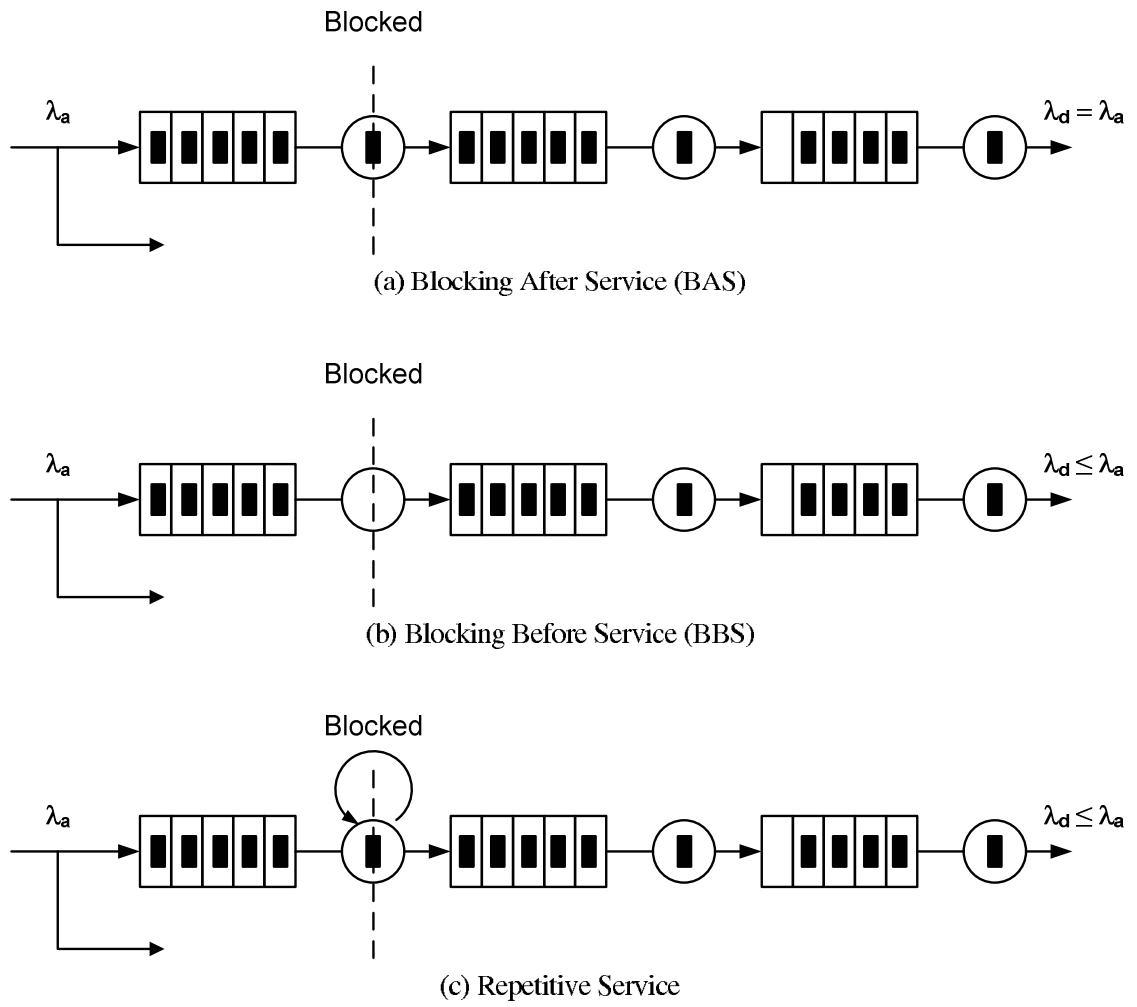 Blocked
λa
λd = λa
(a) Blocking After Service (BAS)
Blocked
λa
λd ≤ λa
(b) Blocking Before Service (BBS)
Blocked
λa
λd ≤ λa
(c) Repetitive Service